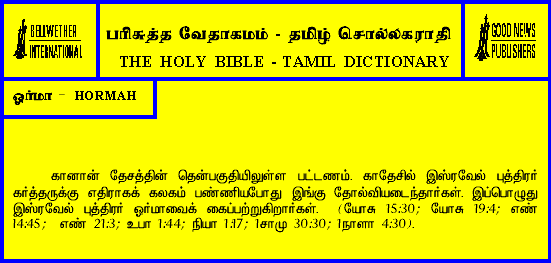 BELLWETHER
INTERNATIONAL
பரிசுத்த வேதாகமம் - தமிழ் சொல்லகராதி
THE HOLY BIBLE - TAMIL DICTIONARY
GOOD NEWS
PUBLISHERS
ஓர்மா - HORMAH
கானான் தேசத்தின் தென்பகுதியிலுள்ள பட்டணம். காதேசில் இஸ்ரவேல் புத்திரர்
கர்த்தருக்கு எதிராகக் கலகம் பண்ணியபோது இங்கு தோல்வியடைந்தார்கள். இப்பொழுது
இஸ்ரவேல் புத்திரர் ஓர்மாவைக் கைப்பற்றுகிறார்கள். (யோசு 15:30; யோசு 19:4; எண்
14:45; எண் 21:3; உபா 1:44; நியா 1:17; 1சாமு 30:30; 1நாளா 4:30).